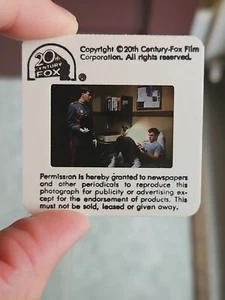 Copyright ©20th Century-Fox Film
Corporation. All rights reserved.
20th
CENTURY
FOX
®
Permission is hereby granted to newspapers
and other periodicals to reproduce this
photograph for publicity or advertising ex-
cept for the endorsement of products. This
must not be sold, leased or given away.